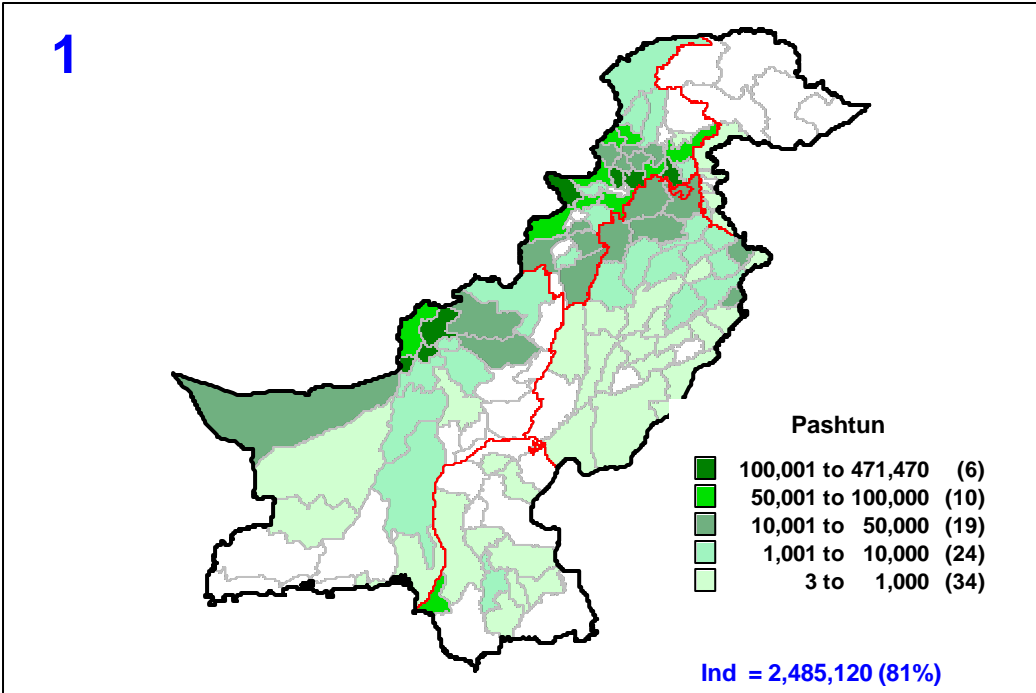 1
Pashtun
100,001 to 471,470 (6)
50,001 to 100,000 (10)
10,001 to 50,000 (19)
1,001 to 10,000 (24)
3 to 1,000 (34)
Ind = 2,485,120 (81%)